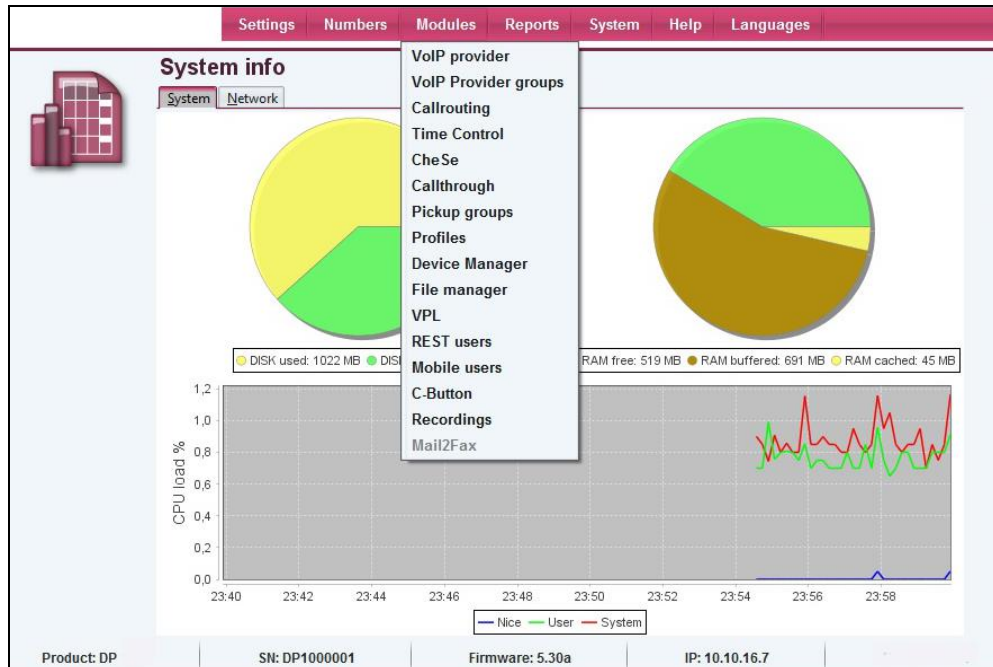 Settings Numbers Modules Reports System Help Languages
System info
System Network
VoIP provider
VoIP Provider groups
Callrouting
Time Control
CheSe
Callthrough
Pickup groups
Profiles
Device Manager
File manager
VPL
REST users
Mobile users
C-Button
Recordings
Mail2Fax
DISK used: 1022 MB
RAM free: 519 MB RAM buffered: 691 MB RAM cached: 45 MB
CPU load %
1,2
1,0
0,8
0,6
0,4
0,2
0,0
23:40 23:42 23:44 23:46 23:48 23:50 23:52 23:54 23:56 23:58
Nice User System
Product: DP SN: DP1000001 Firmware: 5.30a IP: 10.10.16.7